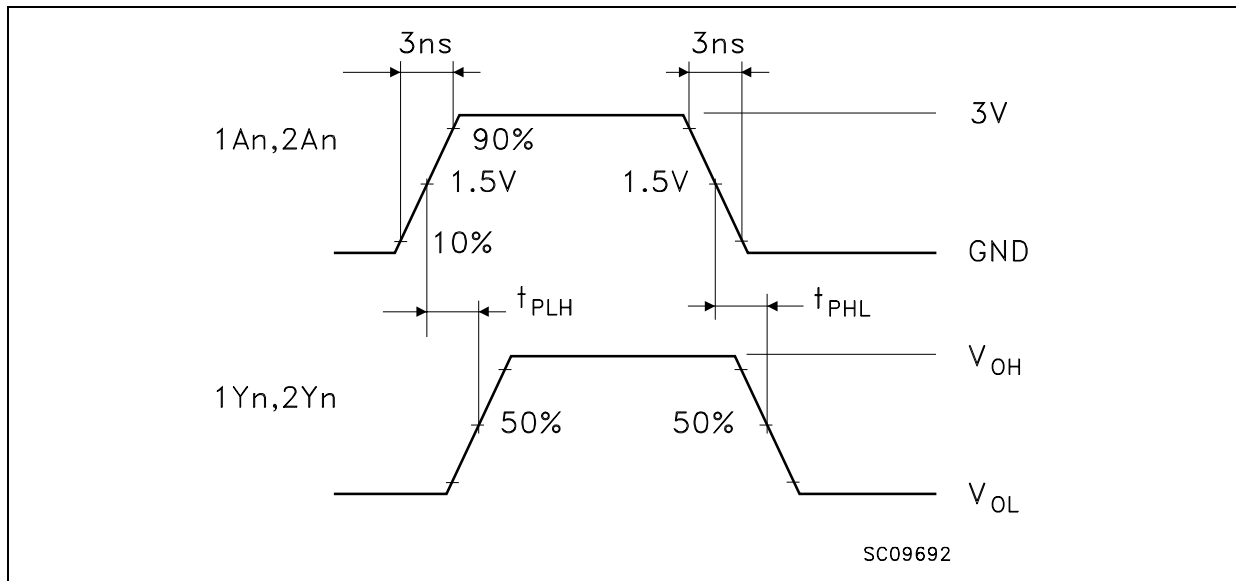 3ns 3ns
3V
1An,2An
90%
1.5V 1.5V
10%
GND
tPLH tPHL
VOH
1Yn,2Yn
50% 50%
VOL
SC09692